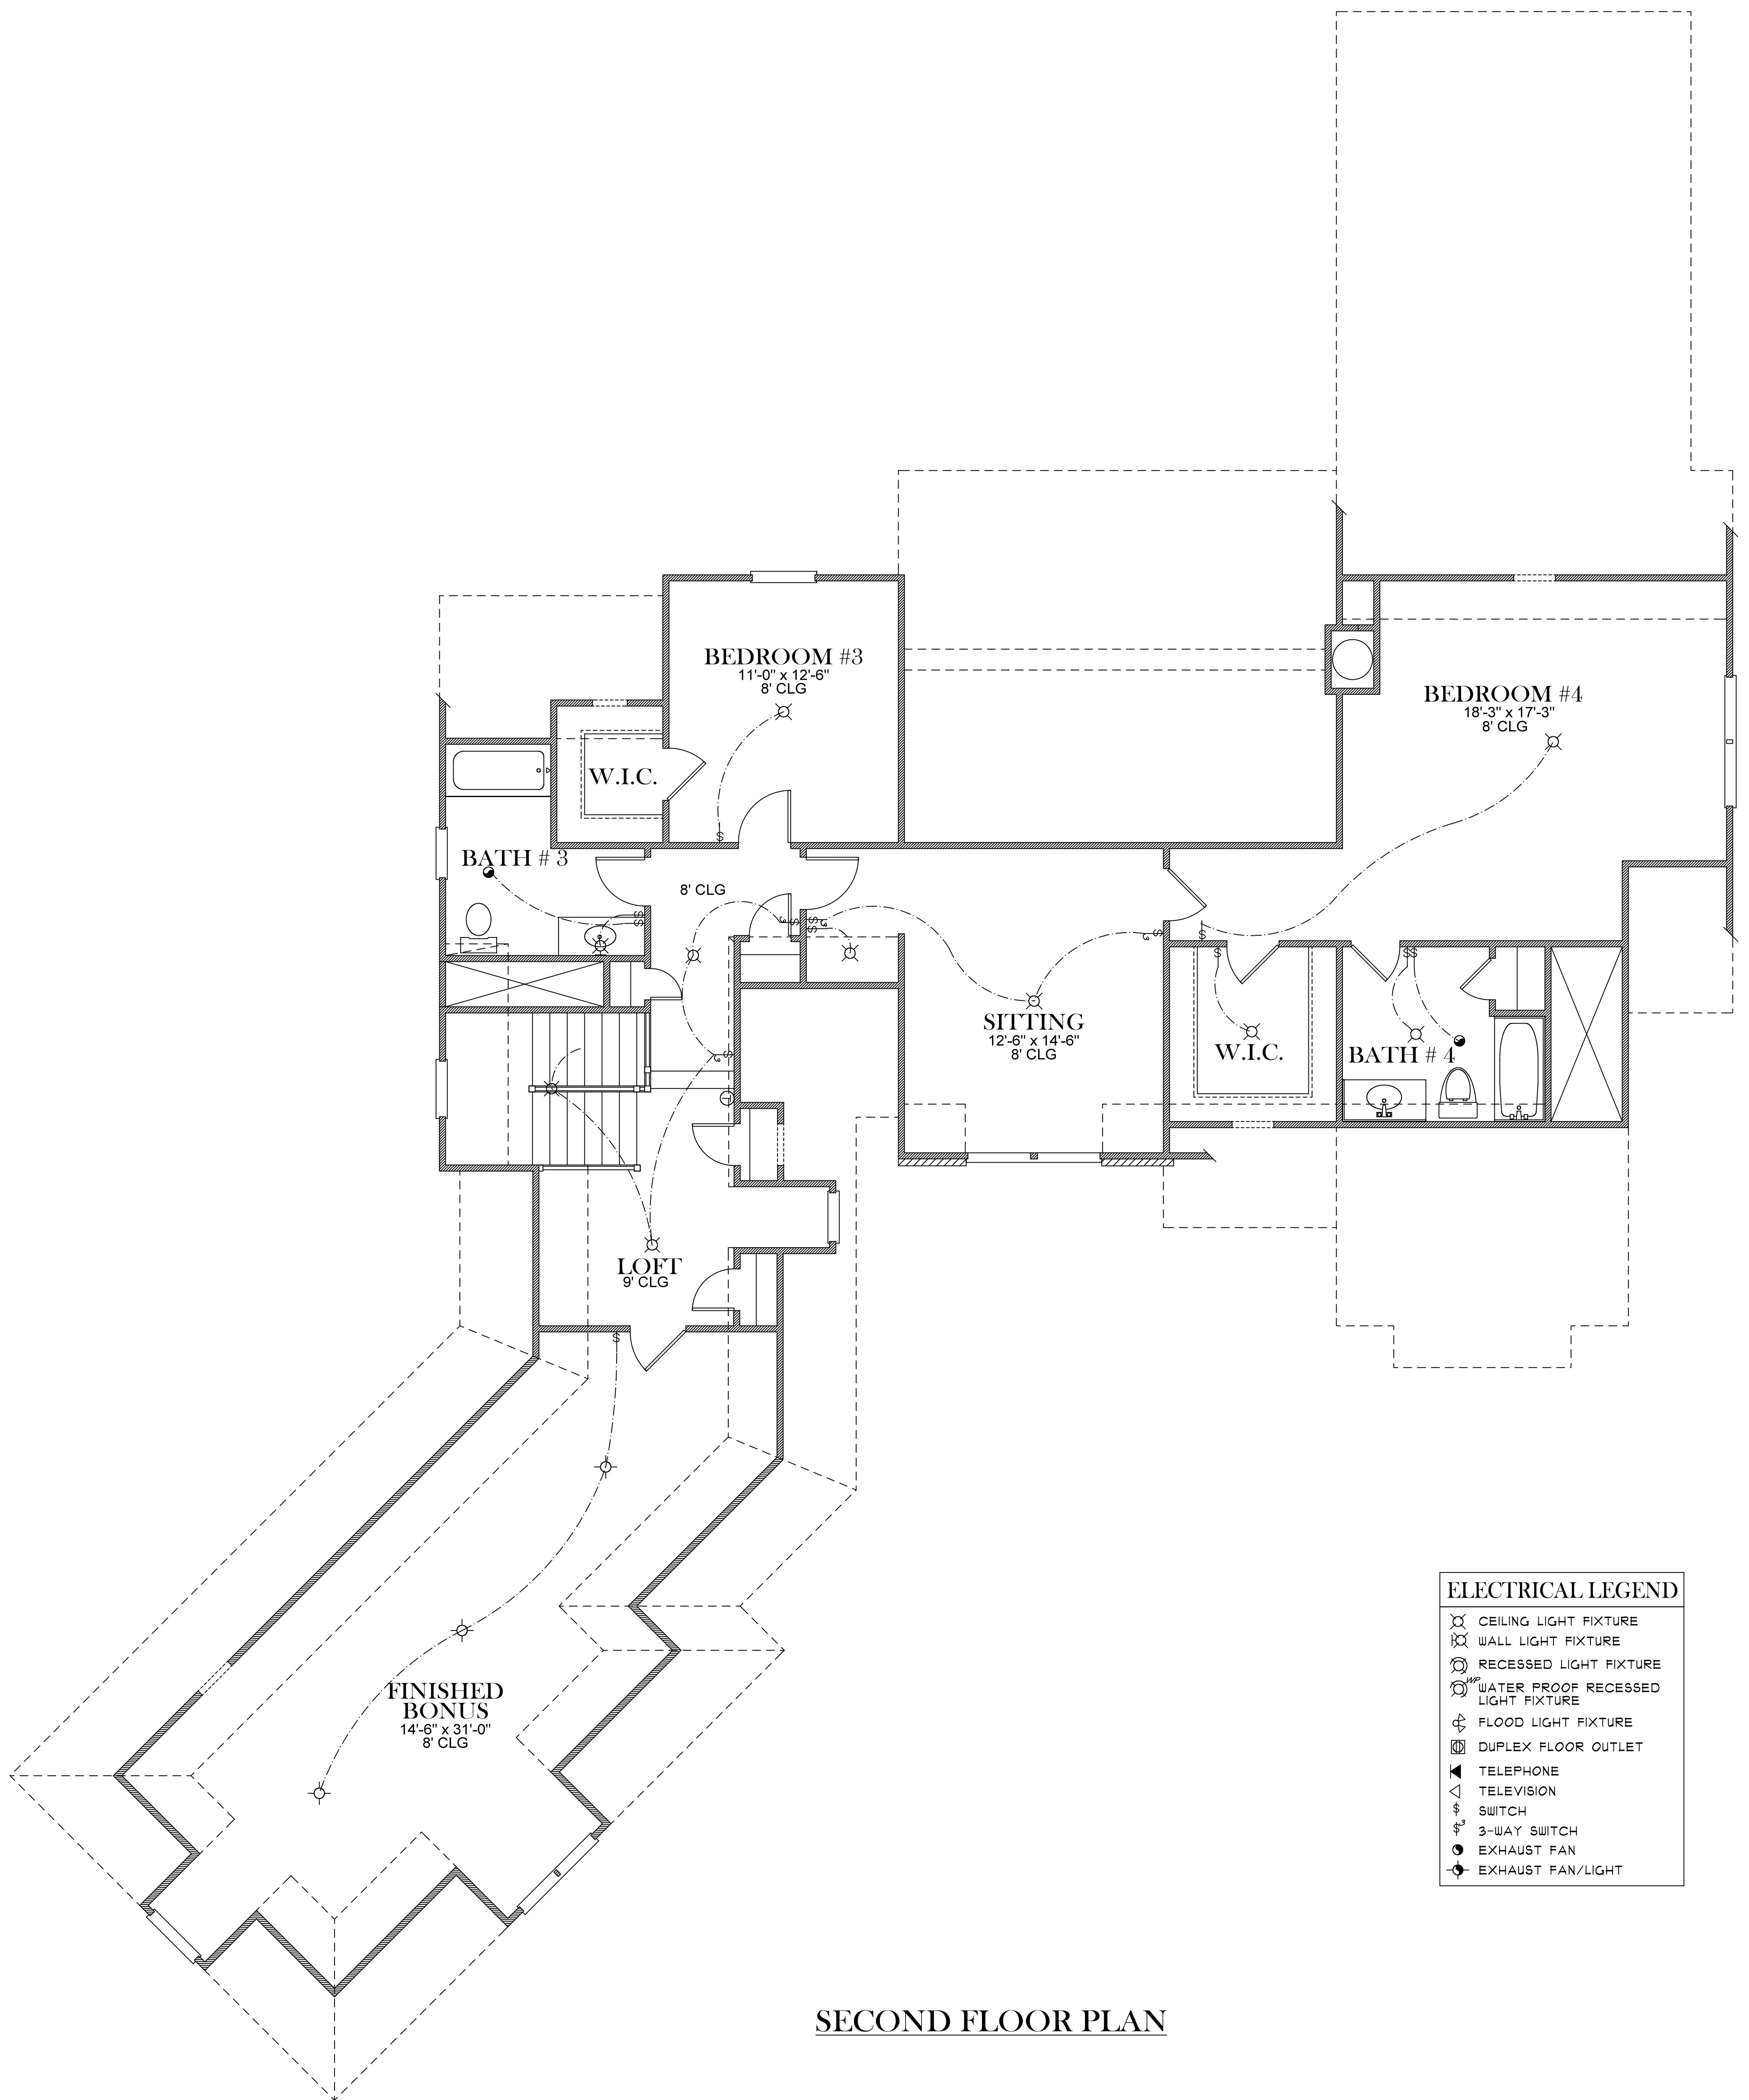 BEDROOM #3
11'-0" x 12'-6"
8' CLG
BEDROOM #4
18'-3" x 17'-3"
8' CLG
W.I.C.
BATH # 3
8' CLG
SITTING
12'-6" x 14'-6"
8' CLG
W.I.C.
BATH # 4
LOFT
9' CLG
FINISHED
BONUS
14'-6" x 31'-0"
8' CLG
ELECTRICAL LEGEND
CEILING LIGHT FIXTURE
WALL LIGHT FIXTURE
RECESSED LIGHT FIXTURE
WP WATER PROOF RECESSED
LIGHT FIXTURE
FLOOD LIGHT FIXTURE
DUPLEX FLOOR OUTLET
TELEPHONE
TELEVISION
$ SWITCH
$3 3-WAY SWITCH
EXHAUST FAN
EXHAUST FAN/LIGHT
SECOND FLOOR PLAN